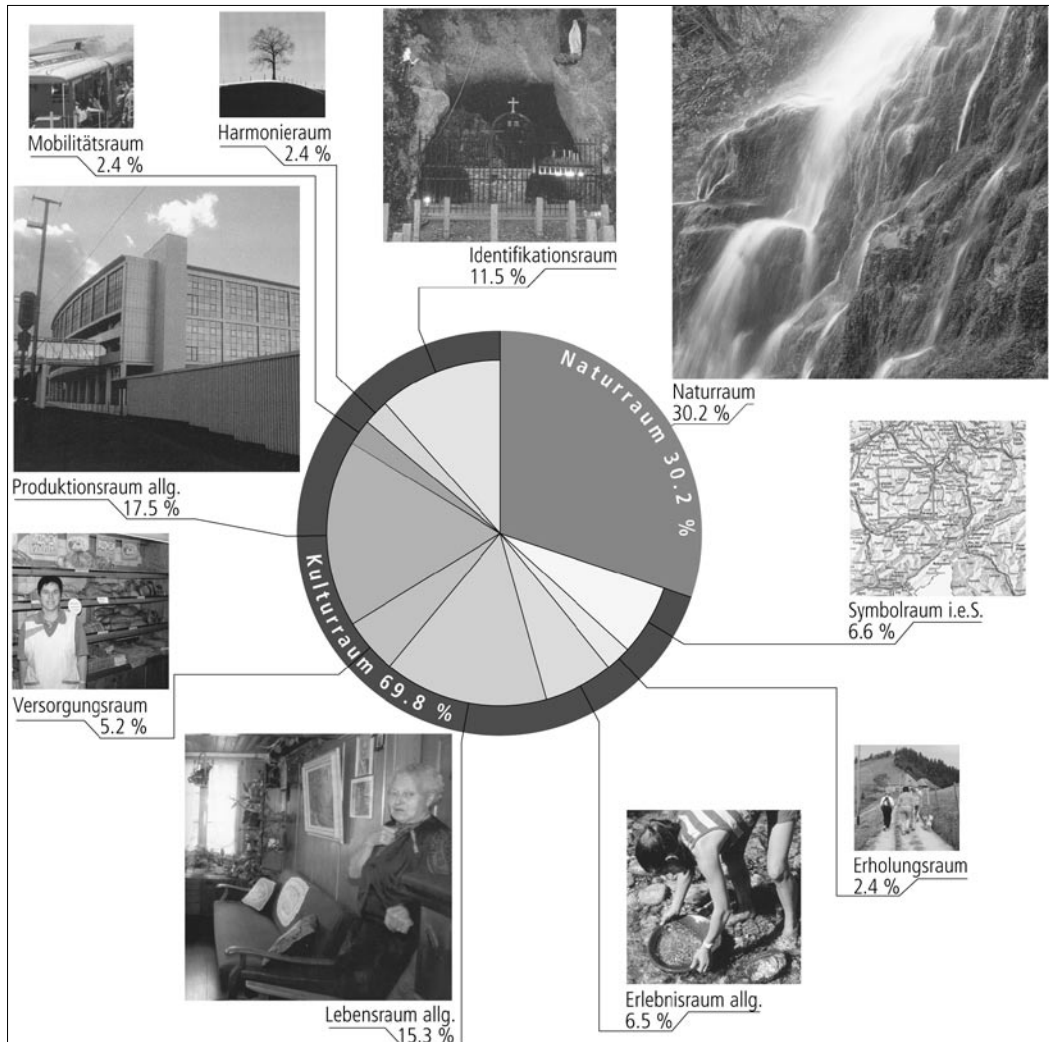 Mobilitätsraum
2.4 %
Harmonieraum
2.4 %
Identifikationsraum
11.5 %
Naturraum
30.2 %
Produktionsraum allg.
17.5 %
Naturraum 30.2 %
Kulturraum 69.8 %
Symbolraum i.e.S.
6.6 %
Versorgungsraum
5.2 %
Erholungsraum
2.4 %
Erlebnisraum allg.
6.5 %
Lebensraum allg.
15.3 %